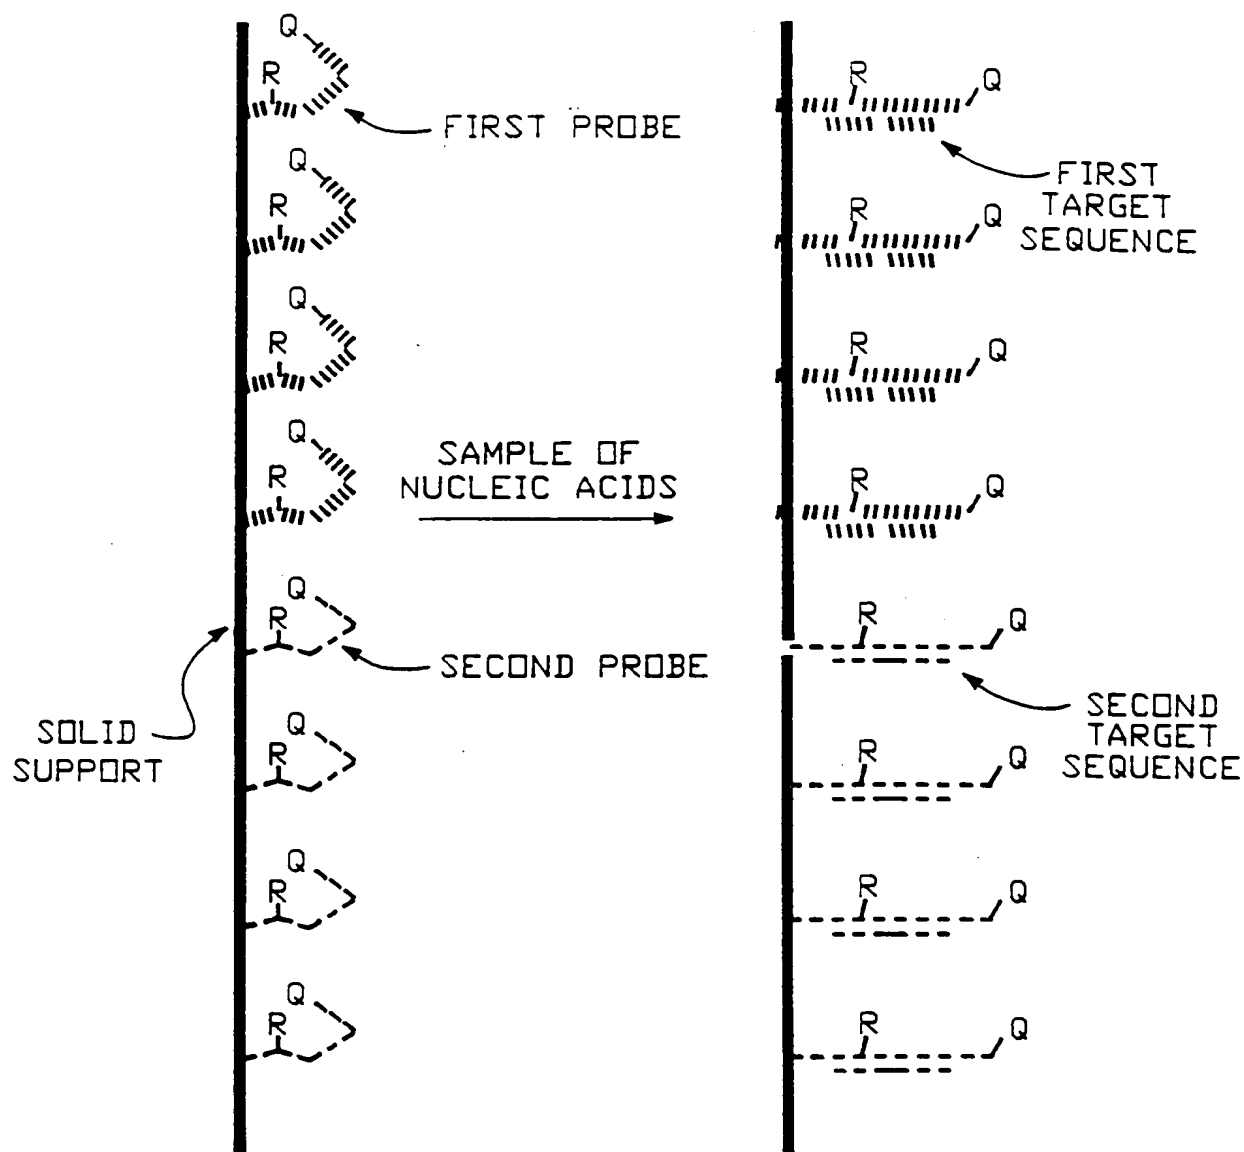 Q
R
FIRST PROBE
Q
R
Q
R
Q
R
Q
R
SECOND PROBE
Q
R
Q
R
Q
R
SOLID
SUPPORT
SAMPLE OF
NUCLEIC ACIDS
R
Q
FIRST
TARGET
SEQUENCE
R
Q
R
Q
R
Q
R
Q
SECOND
TARGET
SEQUENCE
R
Q
R
Q
R
Q